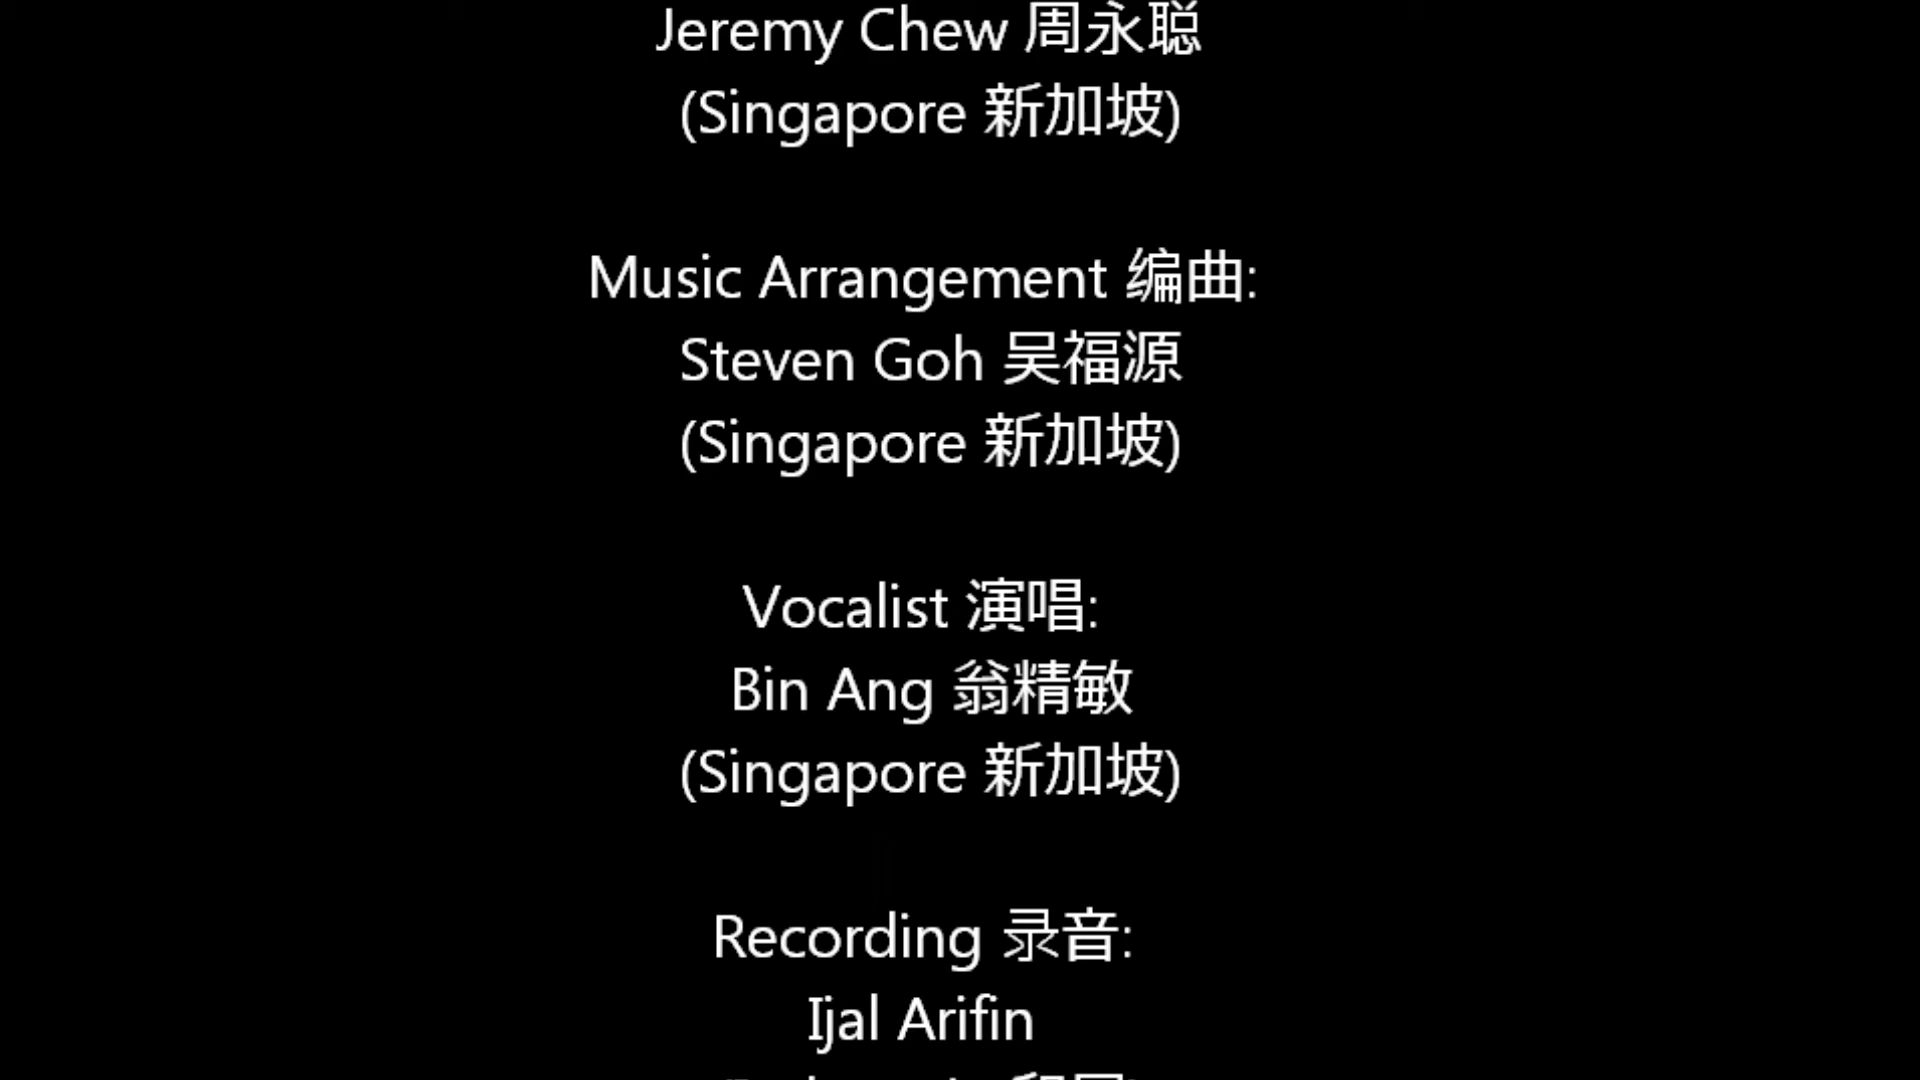 Jeremy Chew 周永聪
(Singapore 新加坡)
Music Arrangement 编曲:
Steven Goh 吴福源
(Singapore 新加坡)
Vocalist 演唱:
Bin Ang 翁精敏
(Singapore 新加坡)
Recording 录音:
Ijal Arifin